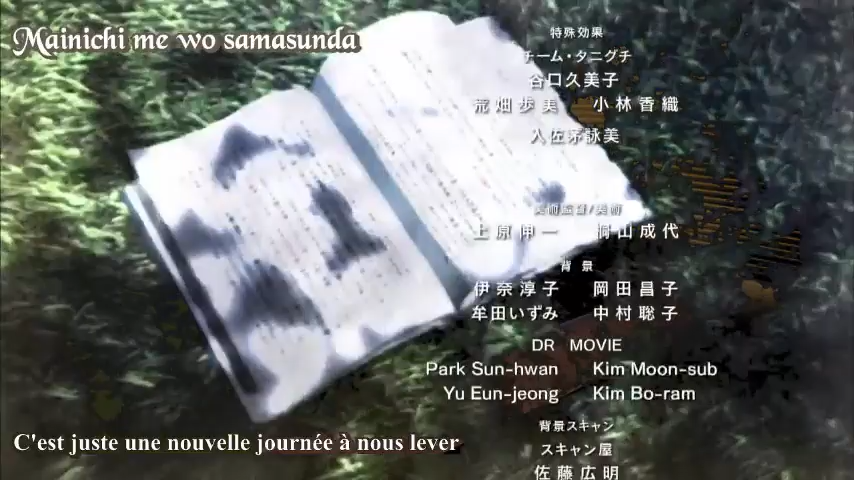 Mainichi me wo samasunda
特殊効果
チーム・タニグチ
谷口久美子
荒畑歩美 小林香織
入佐芽詠美
美術監督/美術
上原伸一 桐山成代
背景
伊奈淳子 岡田昌子
牟田いずみ 中村聡子
DR MOVIE
Park Sun-hwan Kim Moon-sub
Yu Eun-jeong Kim Bo-ram
背景スキャン
スキャン屋
佐藤広明
C'est juste une nouvelle journée à nous lever